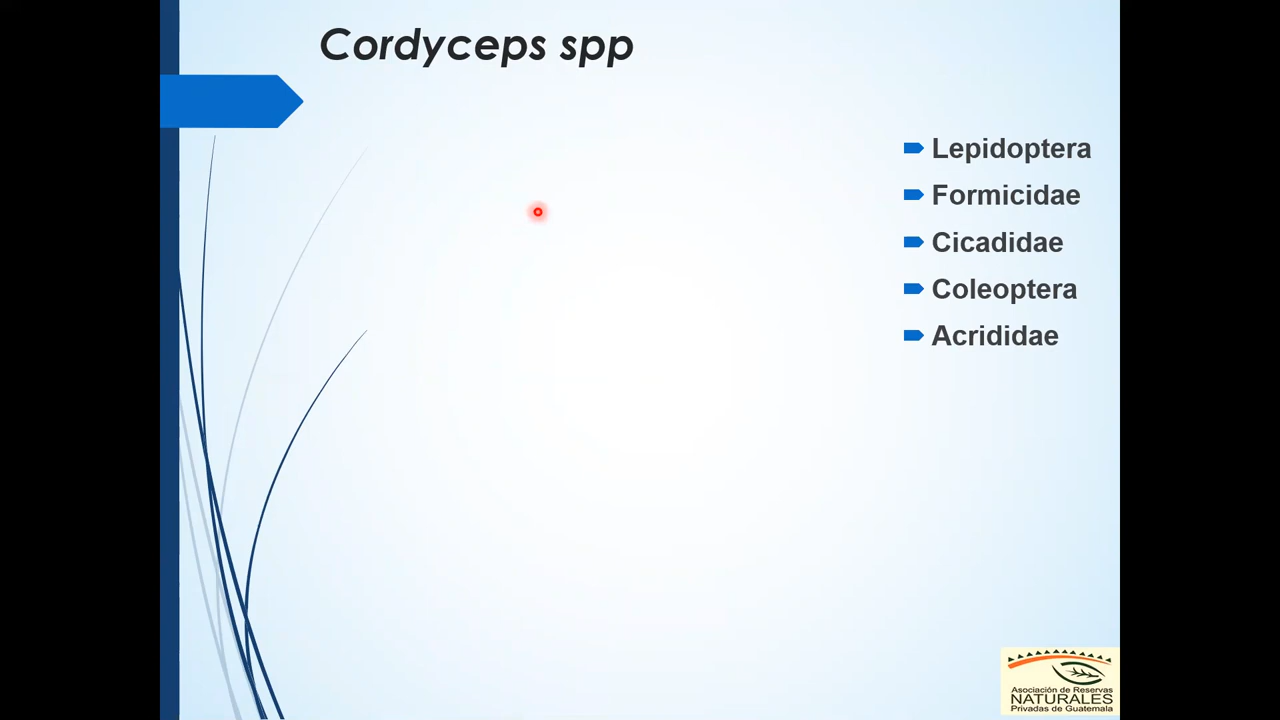 Cordyceps spp
Lepidoptera
Formicidae
Cicadidae
Coleoptera
Acrididae
Asociación de Reservas
NATURALES
Privadas de Guatemala